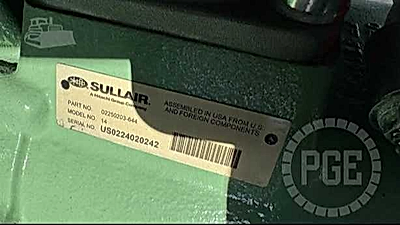 SULLAIR
A Hitachi Group Company
PART NO. 02250203-844
MODEL NO. 14
SERIAL NO. US0224020242
ASSEMBLED IN USA FROM U.S.
AND FOREIGN COMPONENTS
PGE